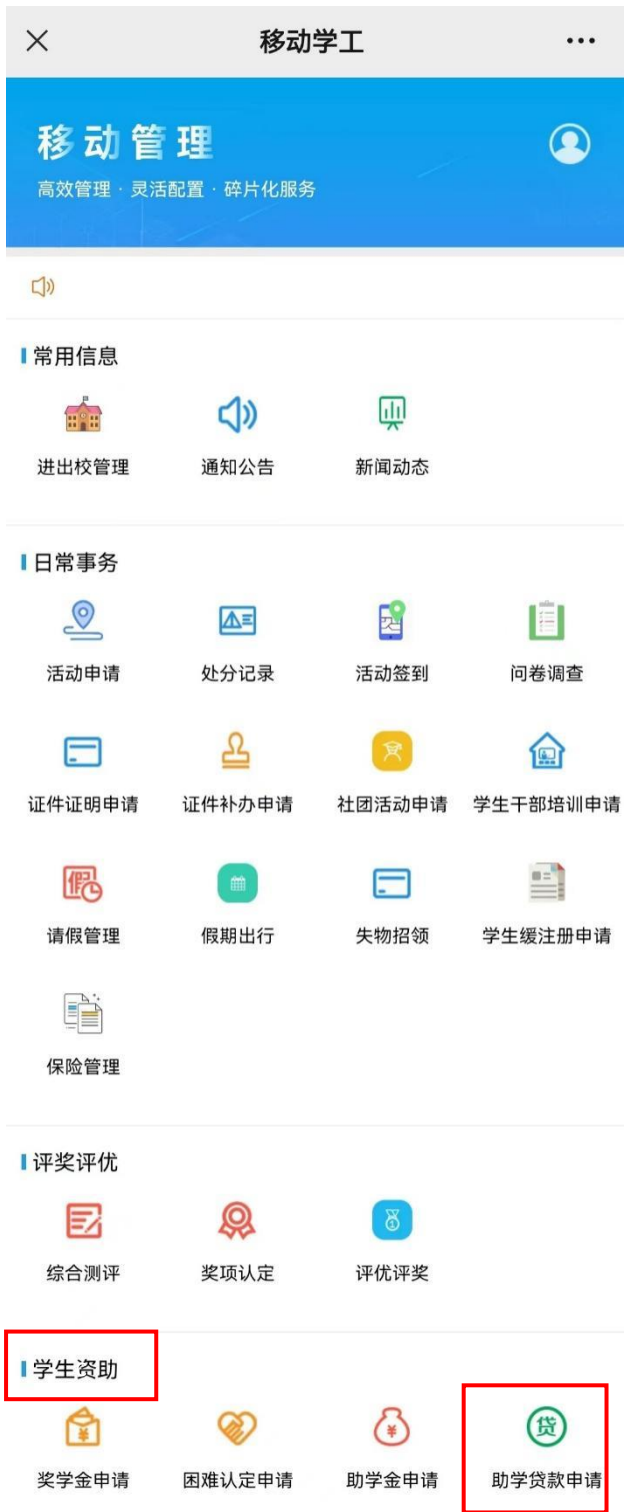 移动学工
移动管理
高效管理 · 灵活配置 · 碎片化服务
常用信息
进出校管理 通知公告 新闻动态
日常事务
活动申请 处分记录 活动签到 问卷调查
证件证明申请 证件补办申请 社团活动申请 学生干部培训申请
假
请假管理 假期出行 失物招领 学生缓注册申请
保险管理
评奖评优
1
综合测评 奖项认定 评优评奖
学生资助
¥ ¥ 贷
奖学金申请 困难认定申请 助学金申请 助学贷款申请